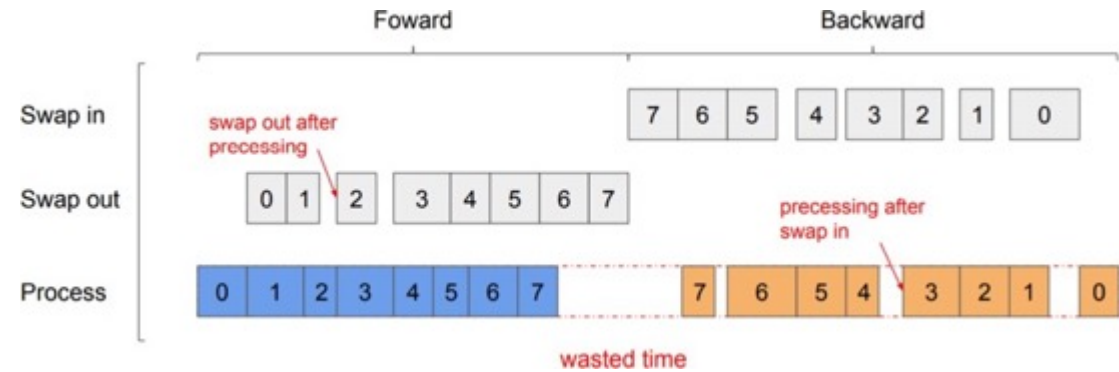 Foward Backward
Swap in 7 6 5 4 3 2 1 0
swap out after
precessing
Swap out 0 1 2 3 4 5 6 7
precessing after
swap in
Process 0 1 2 3 4 5 6 7 7 6 5 4 3 2 1 0
wasted time